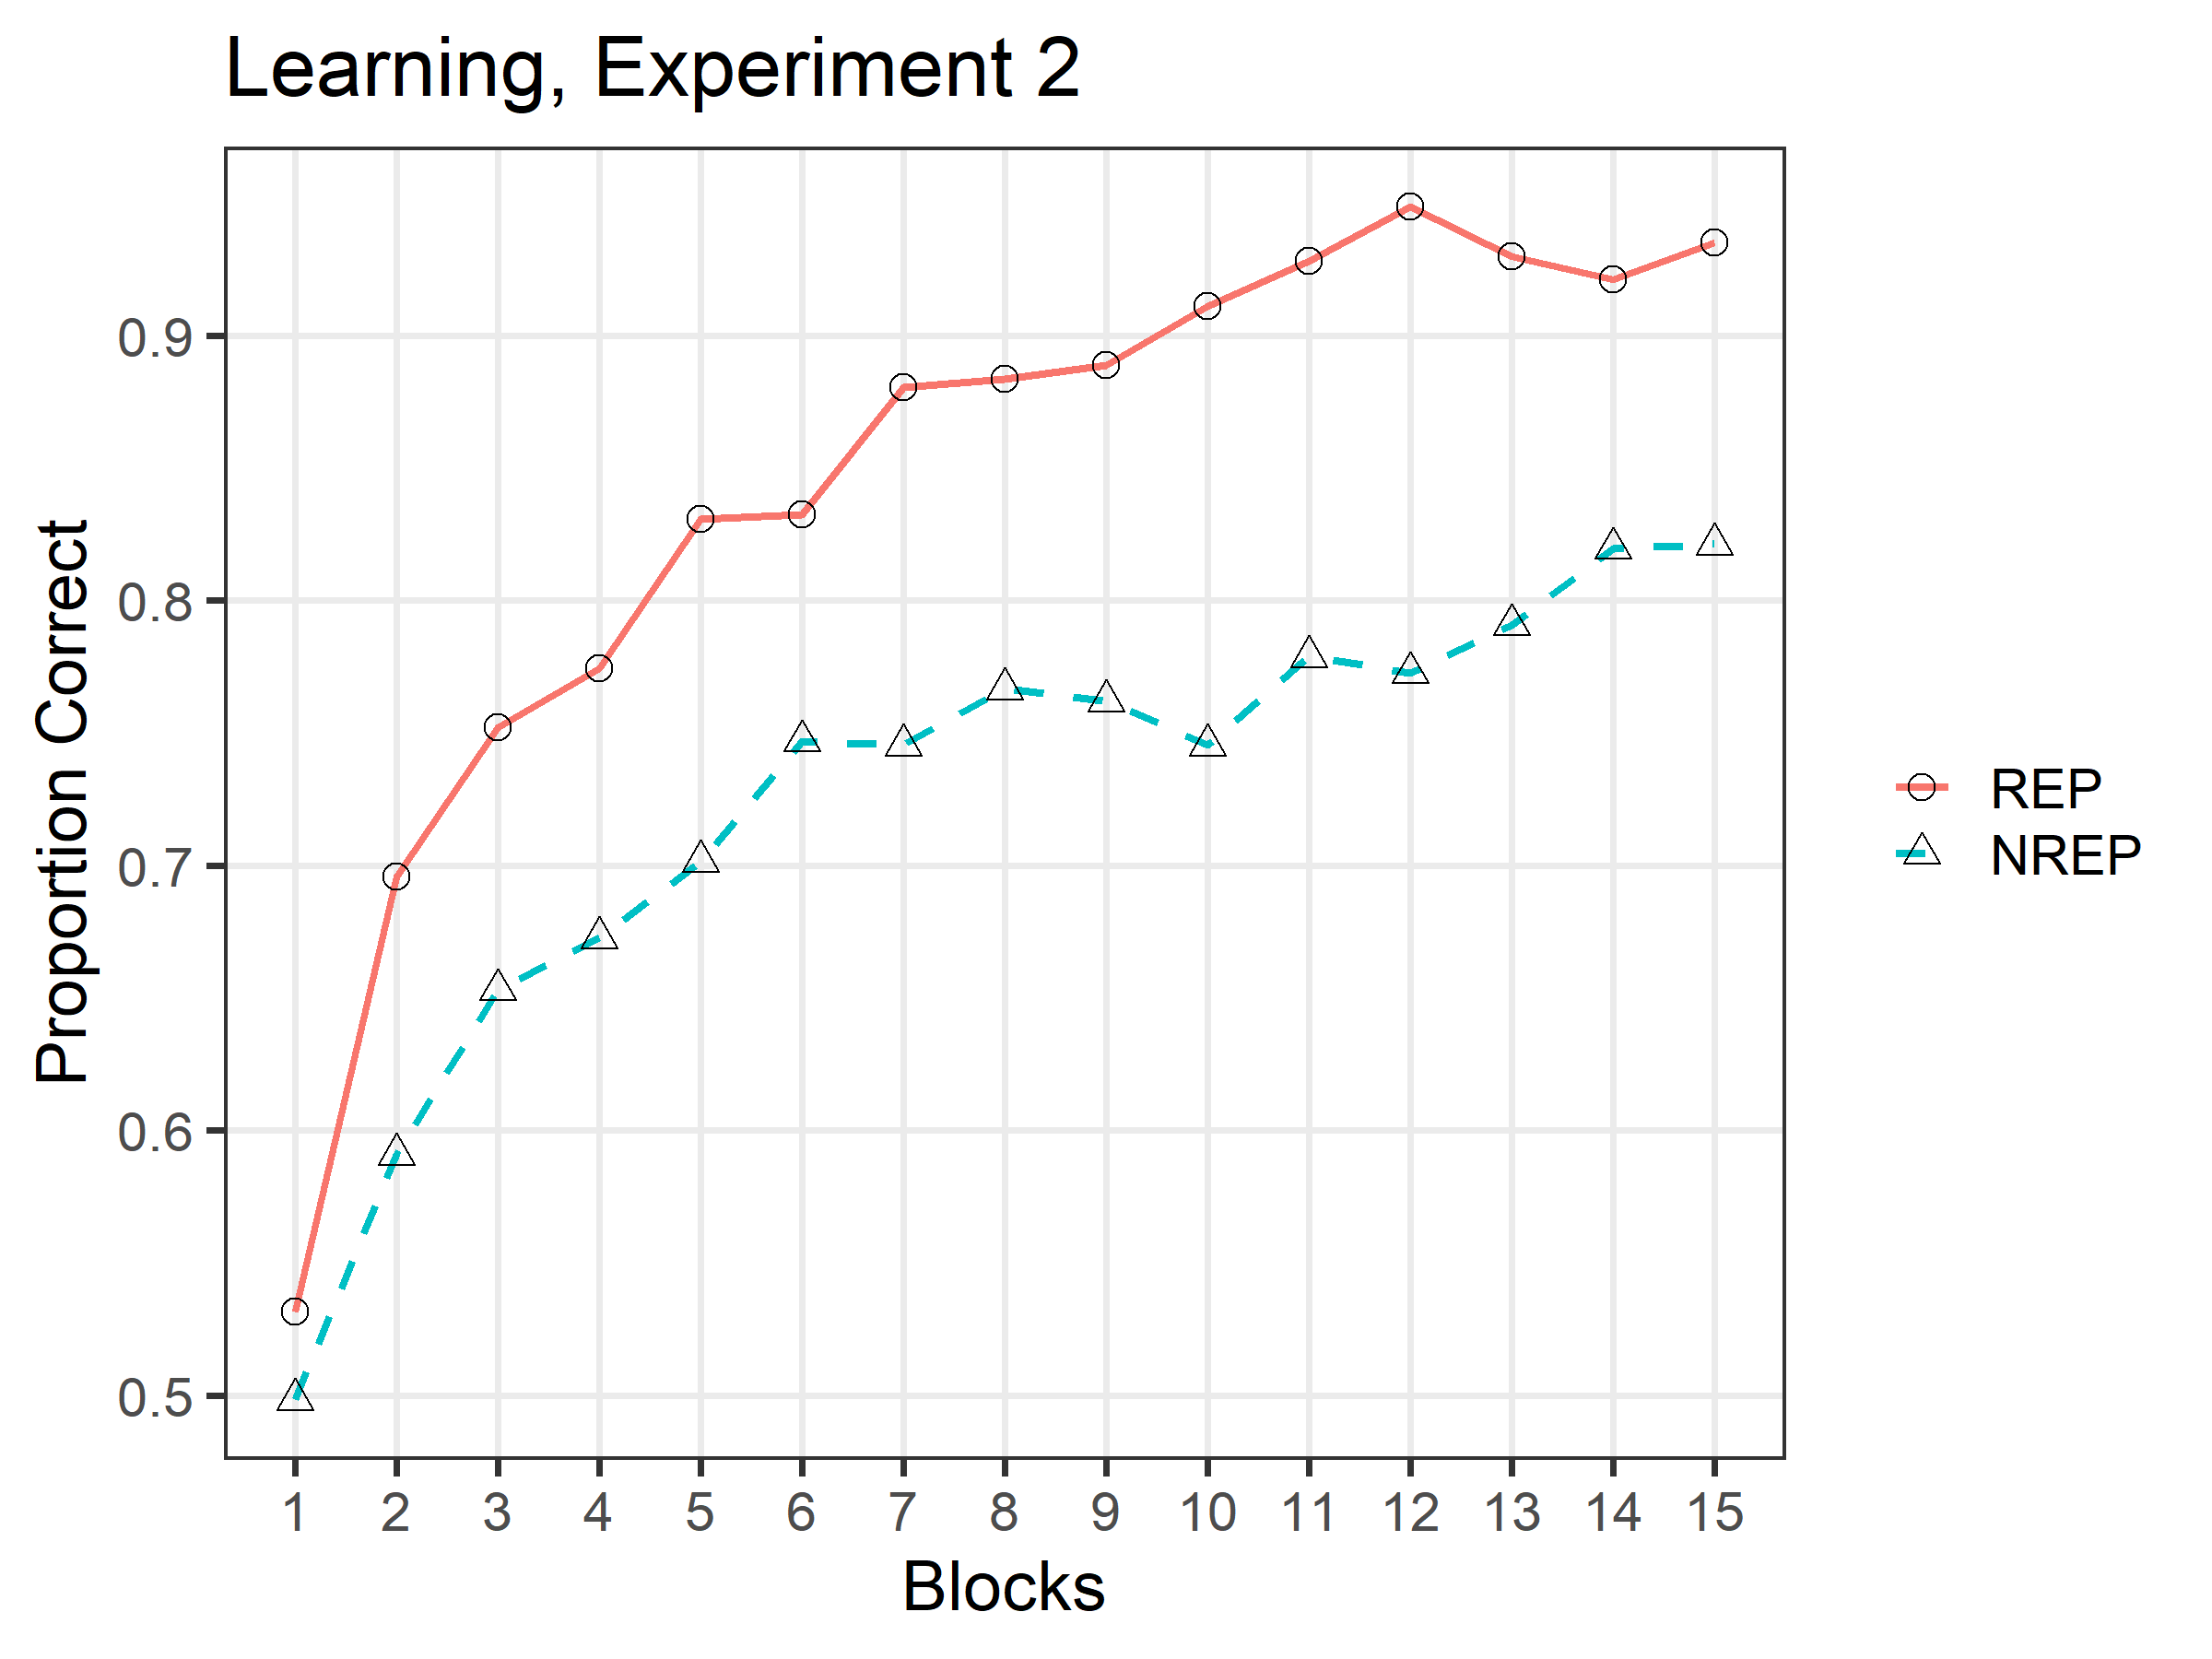 Learning, Experiment 2
Proportion Correct
0.9
0.8
0.7
0.6
0.5
1 2 3 4 5 6 7 8 9 10 11 12 13 14 15
Blocks
REP
NREP